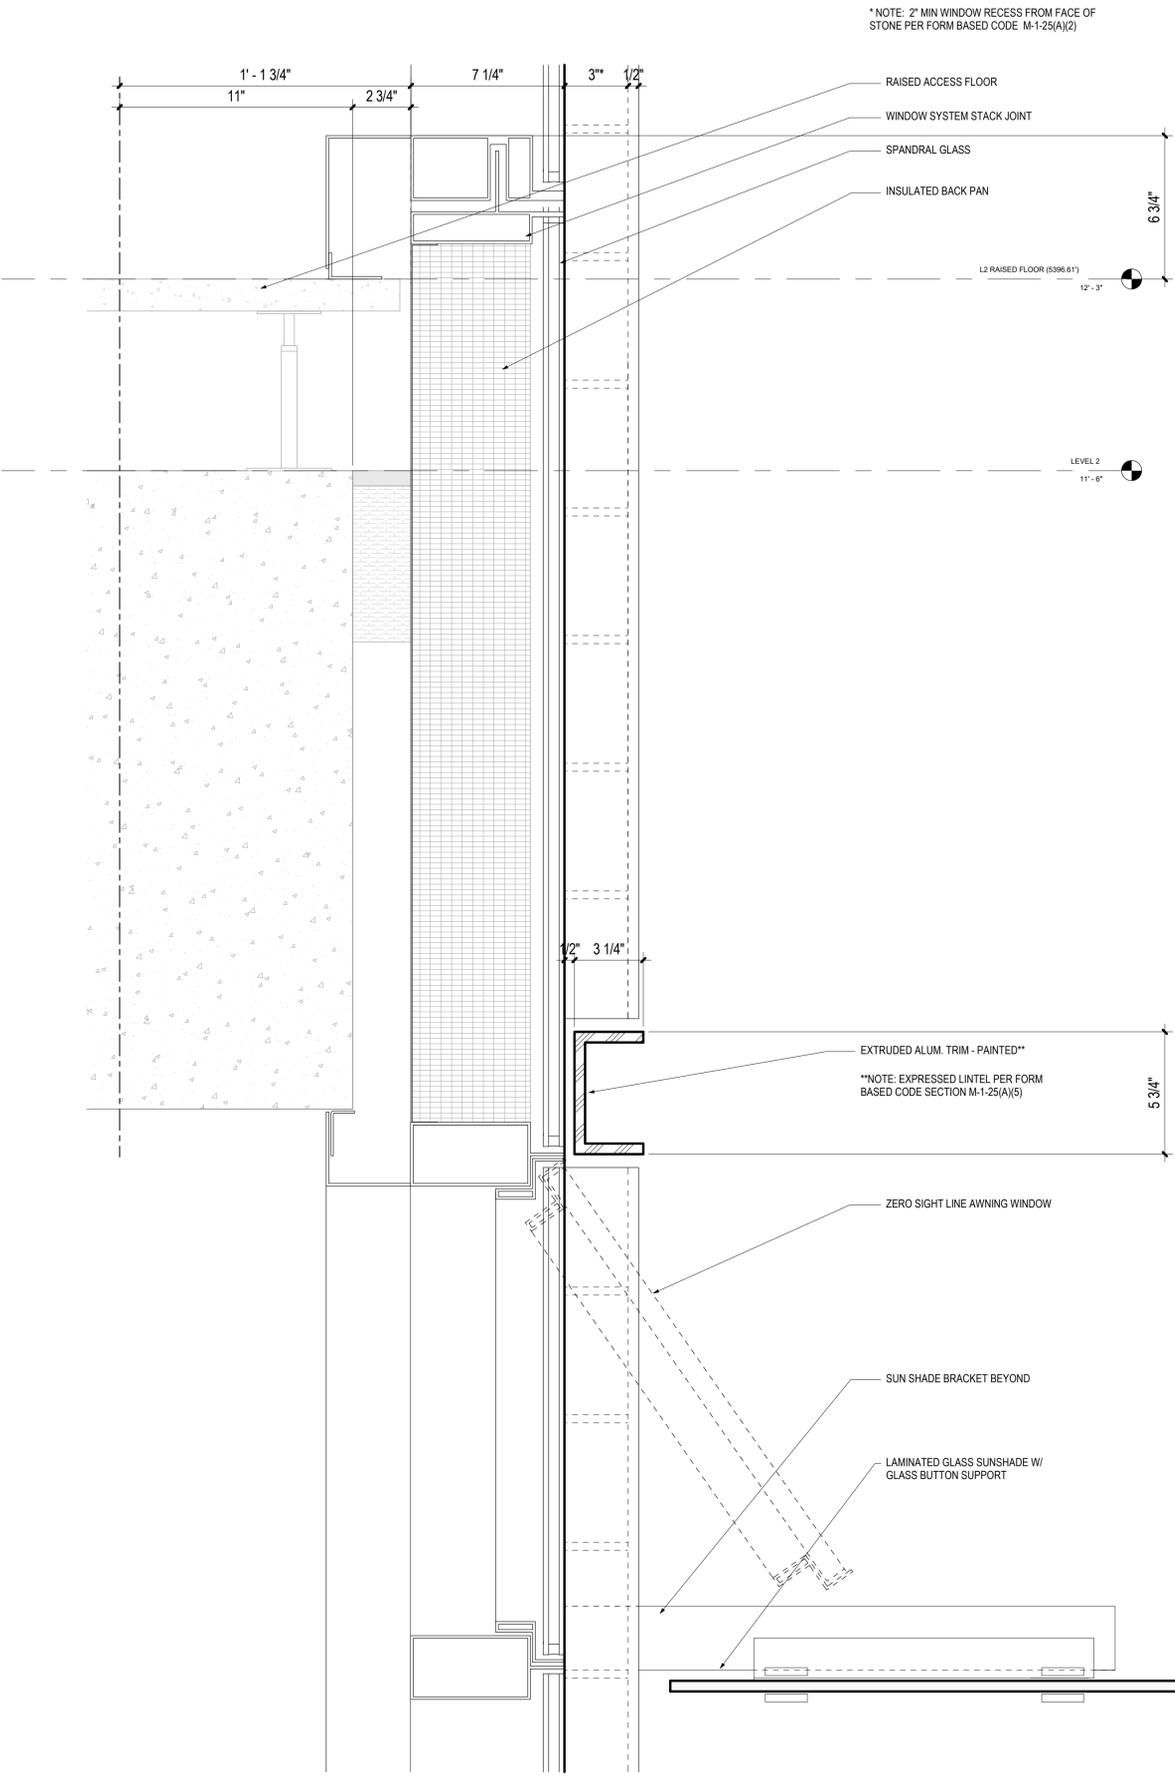 * NOTE: 2" MIN WINDOW RECESS FROM FACE OF
STONE PER FORM BASED CODE M-1-25(A)(2)
1' - 1 3/4"
7 1/4"
3"*
1/2"
11"
2 3/4"
RAISED ACCESS FLOOR
WINDOW SYSTEM STACK JOINT
SPANDRAL GLASS
INSULATED BACK PAN
6 3/4"
L2 RAISED FLOOR (5396.61')
12' - 3"
LEVEL 2
11' - 6"
1/2"
3 1/4"
EXTRUDED ALUM. TRIM - PAINTED**
**NOTE: EXPRESSED LINTEL PER FORM
BASED CODE SECTION M-1-25(A)(5)
5 3/4"
ZERO SIGHT LINE AWNING WINDOW
SUN SHADE BRACKET BEYOND
LAMINATED GLASS SUNSHADE W/
GLASS BUTTON SUPPORT